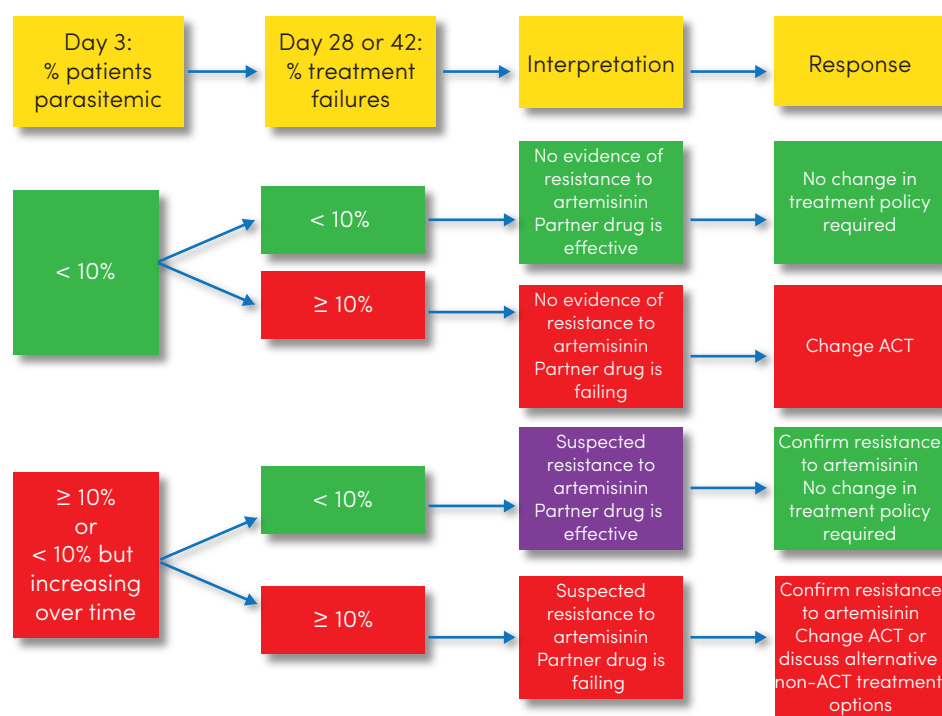 Day 3:
% patients
parasitemic
Day 28 or 42:
% treatment
failures
Interpretation
Response
< 10%
< 10%
No evidence of
resistance to
artemisinin
Partner drug is
effective
No change in
treatment policy
required
≥ 10%
No evidence of
resistance to
artemisinin
Partner drug is
failing
Change ACT
≥ 10%
or
< 10% but
increasing
over time
< 10%
Suspected
resistance to
artemisinin
Partner drug is
effective
Confirm resistance
to artemisinin
No change in
treatment policy
required
≥ 10%
Suspected
resistance to
artemisinin
Partner drug is
failing
Confirm resistance
to artemisinin
Change ACT or
discuss alternative
non-ACT treatment
options